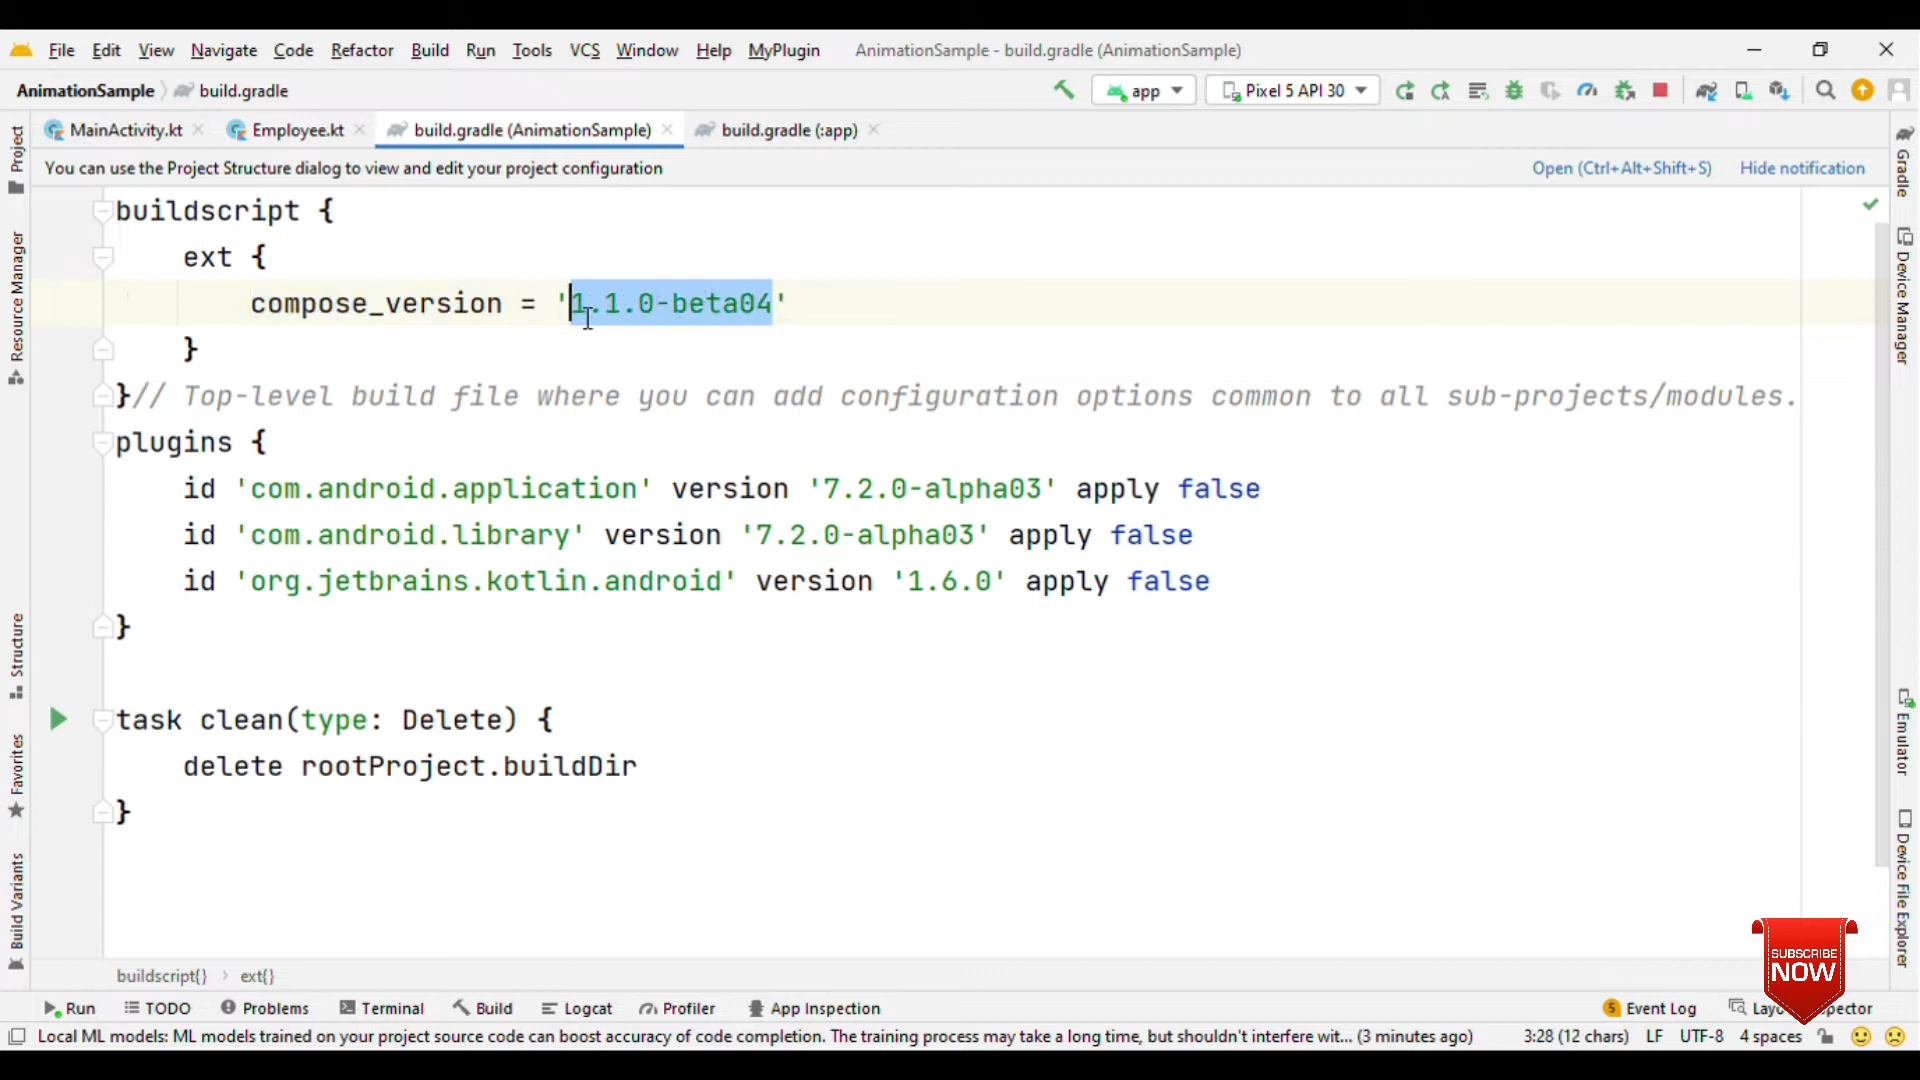 File Edit View Navigate Code Refactor Build Run Tools VCS Window Help MyPlugin AnimationSample - build.gradle (AnimationSample)
AnimationSample build.gradle app Pixel 5 API 30
MainActivity.kt Employee.kt build.gradle (AnimationSample) build.gradle (:app)
You can use the Project Structure dialog to view and edit your project configuration Open (Ctrl+Alt+Shift+S) Hide notification
Project
Resource Manager
Structure
Favorites
Build Variants
buildscript {
ext {
compose_version = '1.1.0-beta04'
}
}// Top-level build file where you can add configuration options common to all sub-projects/modules.
plugins {
id 'com.android.application' version '7.2.0-alpha03' apply false
id 'com.android.library' version '7.2.0-alpha03' apply false
id 'org.jetbrains.kotlin.android' version '1.6.0' apply false
}
task clean(type: Delete) {
delete rootProject.buildDir
}
Gradle
Device Manager
Emulator
Device File Explorer
SUBSCRIBE
NOW
buildscript{} › ext{}
Run TODO Problems Terminal Build Logcat Profiler App Inspection 5 Event Log
Local ML models: ML models trained on your project source code can boost accuracy of code completion. The training process may take a long time, but shouldn't interfere wit... (3 minutes ago) 3:28 (12 chars) LF UTF-8 4 spaces